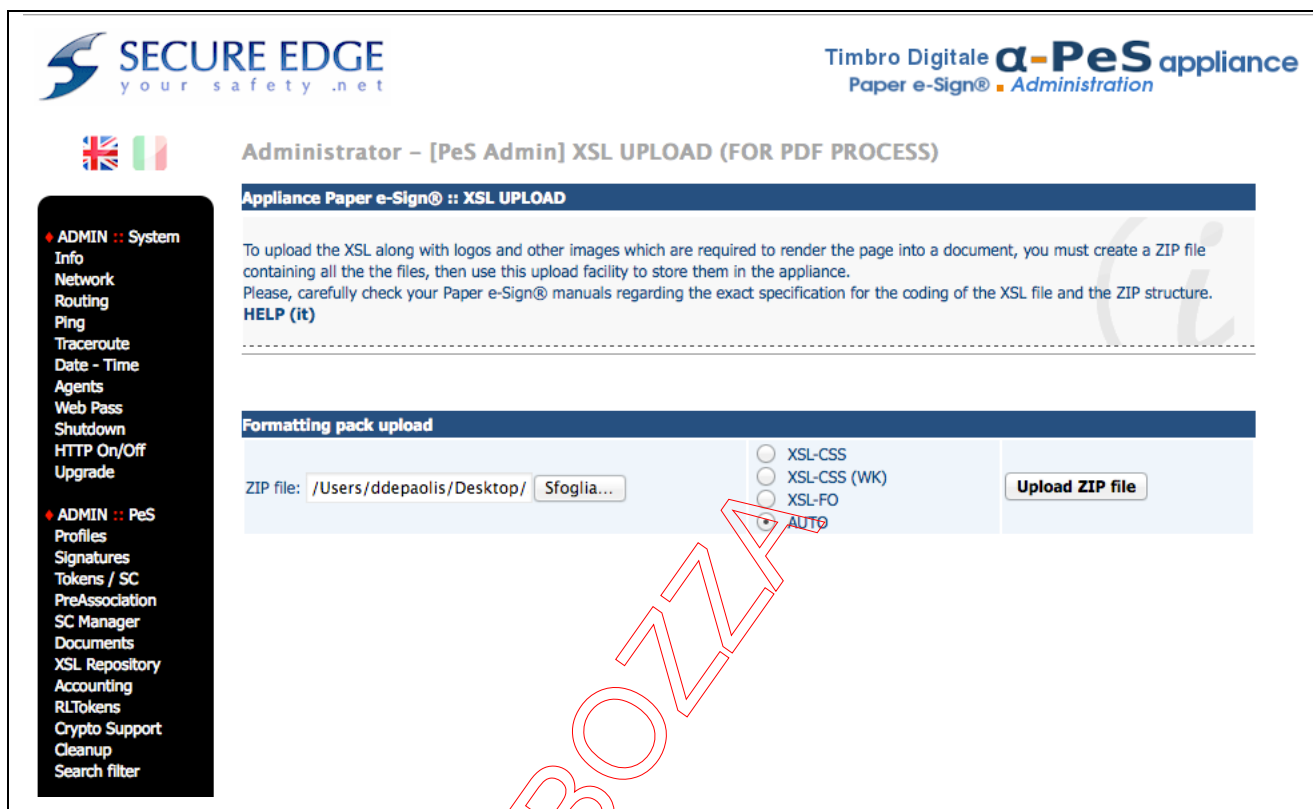 SECURE EDGE
your safety .net
Timbro Digitale α-PeS appliance
Paper e-Sign® Administration
Administrator – [PeS Admin] XSL UPLOAD (FOR PDF PROCESS)
Appliance Paper e-Sign® :: XSL UPLOAD
To upload the XSL along with logos and other images which are required to render the page into a document, you must create a ZIP file
containing all the the files, then use this upload facility to store them in the appliance.
Please, carefully check your Paper e-Sign® manuals regarding the exact specification for the coding of the XSL file and the ZIP structure.
HELP (it)
ADMIN :: System
Info
Network
Routing
Ping
Traceroute
Date - Time
Agents
Web Pass
Shutdown
HTTP On/Off
Upgrade
ADMIN :: PeS
Profiles
Signatures
Tokens / SC
PreAssociation
SC Manager
Documents
XSL Repository
Accounting
RLTokens
Crypto Support
Cleanup
Search filter
Formatting pack upload
ZIP file: /Users/ddepaolis/Desktop/ Sfoglia...
XSL-CSS
XSL-CSS (WK)
XSL-FO
AUTO
Upload ZIP file
BOZZA